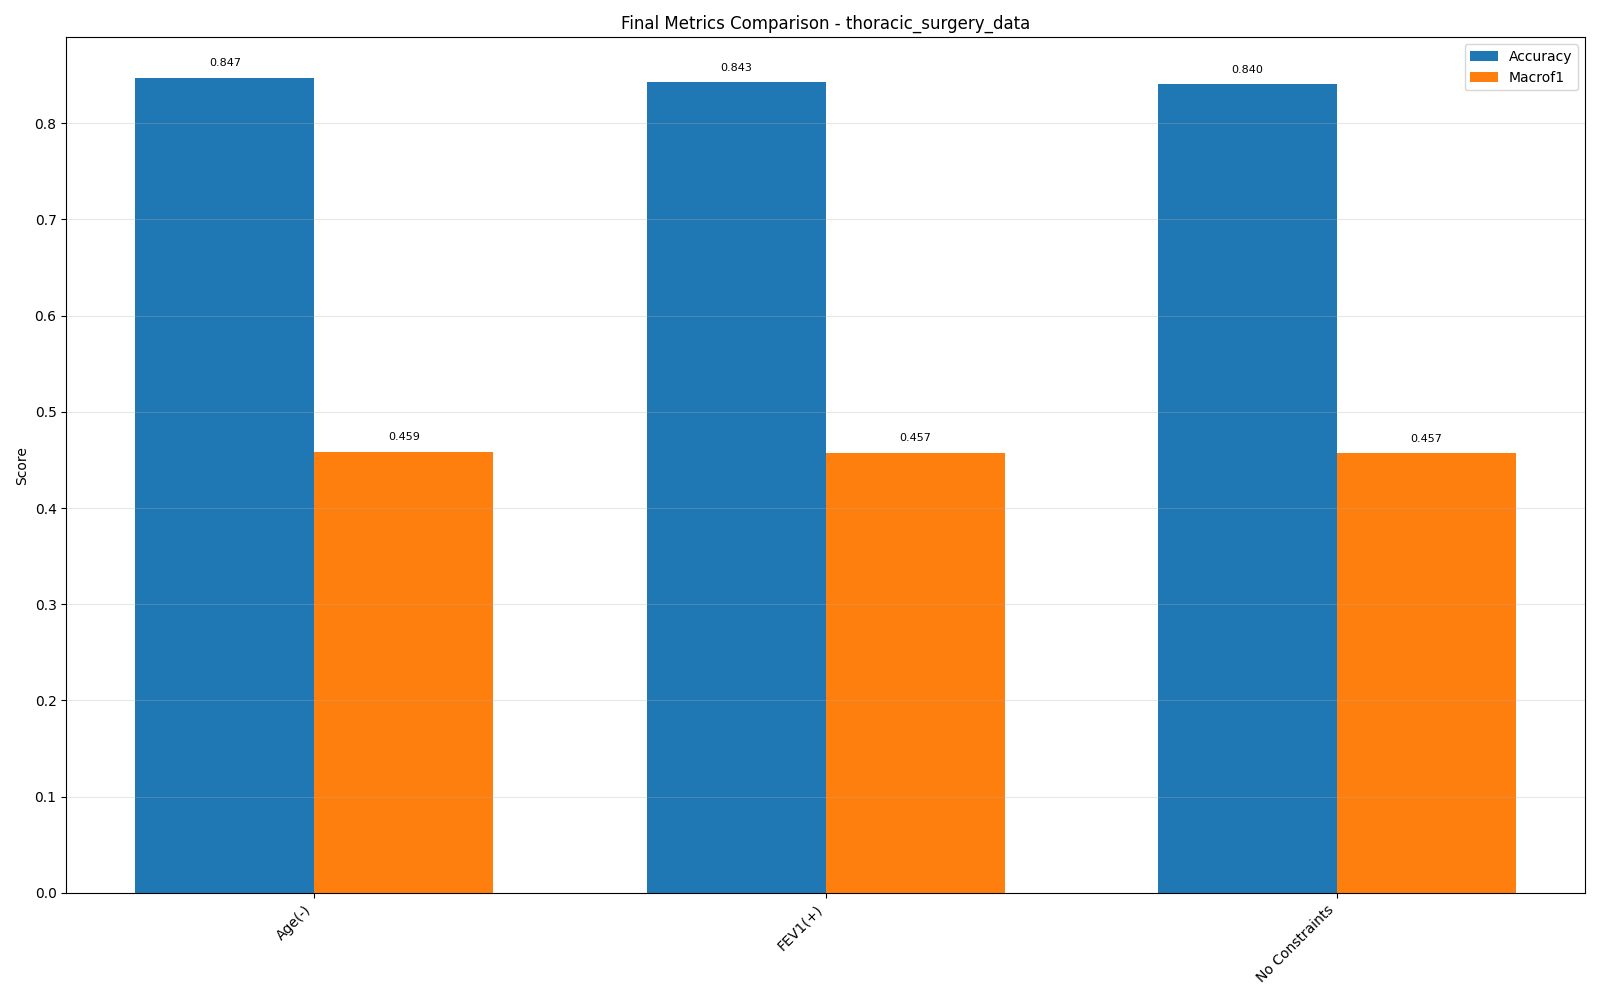 Final Metrics Comparison - thoracic_surgery_data
Accuracy
Macrof1
0.847
0.843
0.840
0.459
0.457
0.457
Score
0.8
0.7
0.6
0.5
0.4
0.3
0.2
0.1
0.0
Age(-)
FEV1(+)
No Constraints